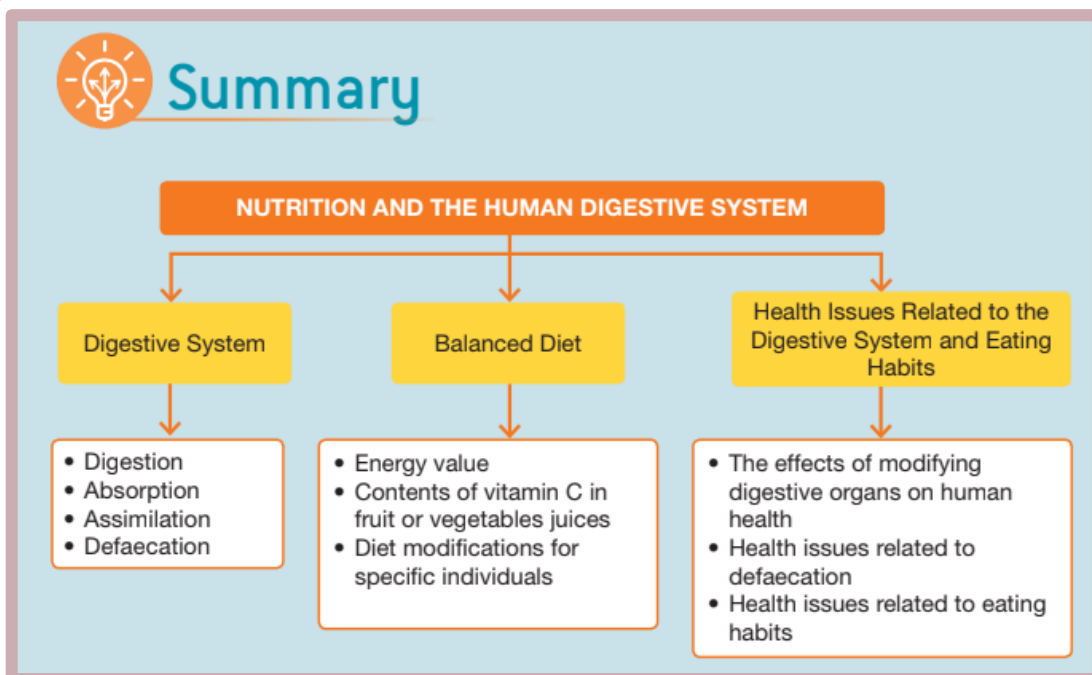 Summary
NUTRITION AND THE HUMAN DIGESTIVE SYSTEM
Digestive System
• Digestion
• Absorption
• Assimilation
• Defaecation
Balanced Diet
• Energy value
• Contents of vitamin C in
fruit or vegetables juices
• Diet modifications for
specific individuals
Health Issues Related to the
Digestive System and Eating
Habits
• The effects of modifying
digestive organs on human
health
• Health issues related to
defaecation
• Health issues related to eating
habits